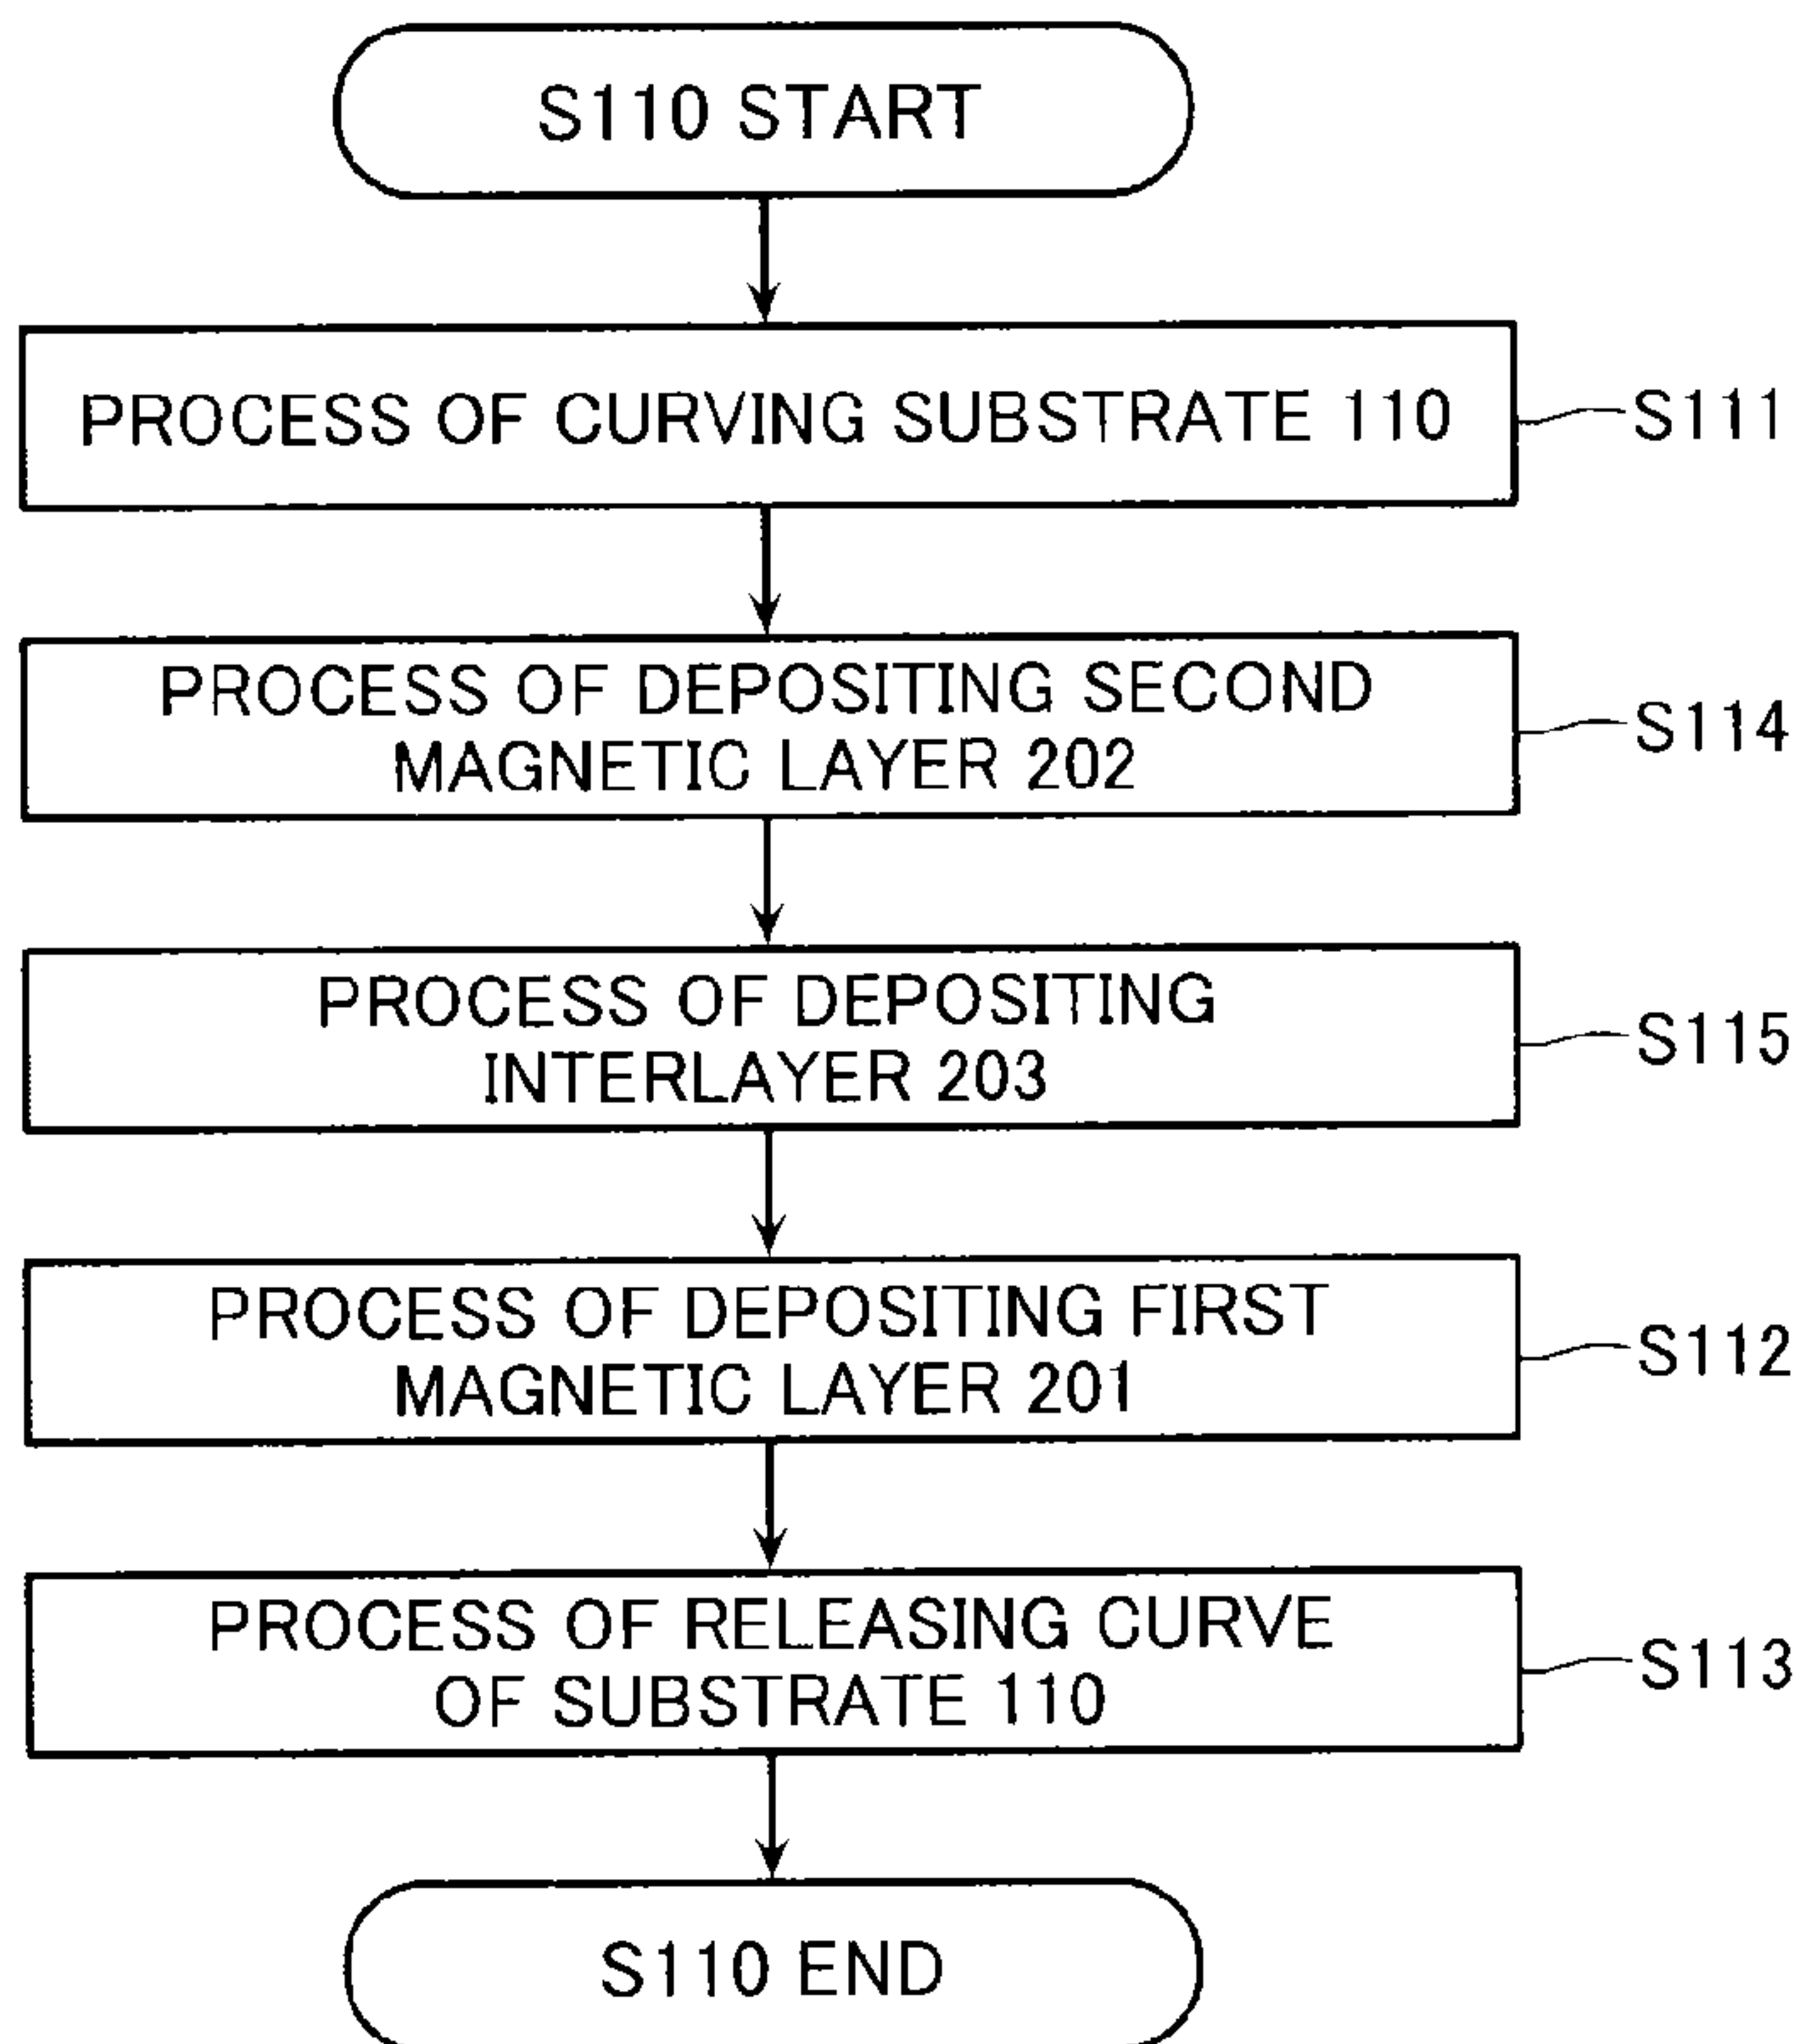 S110 START
PROCESS OF CURVING SUBSTRATE 110
S111
PROCESS OF DEPOSITING SECOND
MAGNETIC LAYER 202
S114
PROCESS OF DEPOSITING
INTERLAYER 203
S115
PROCESS OF DEPOSITING FIRST
MAGNETIC LAYER 201
S112
PROCESS OF RELEASING CURVE
OF SUBSTRATE 110
S113
S110 END